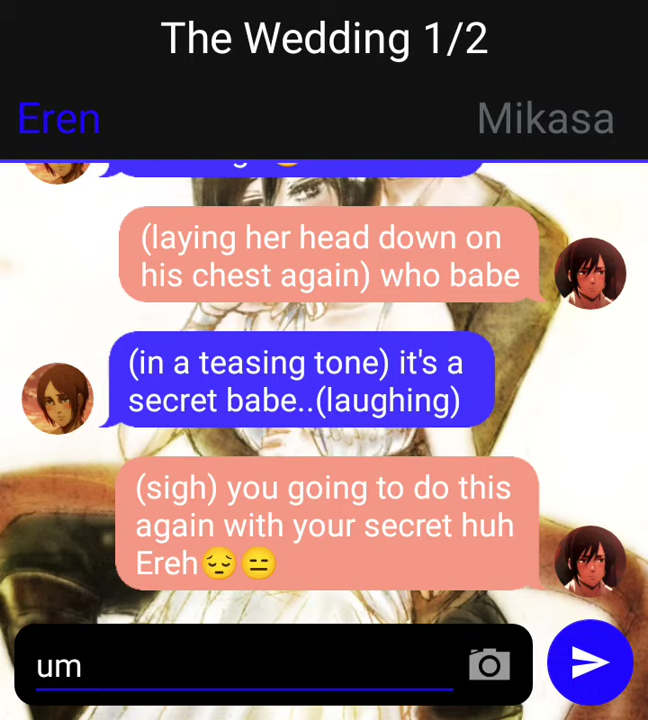 The Wedding 1/2
Eren
Mikasa
(laying her head down on
his chest again) who babe
(in a teasing tone) it's a
secret babe..(laughing)
(sigh) you going to do this
again with your secret huh
Ereh😔😑
um